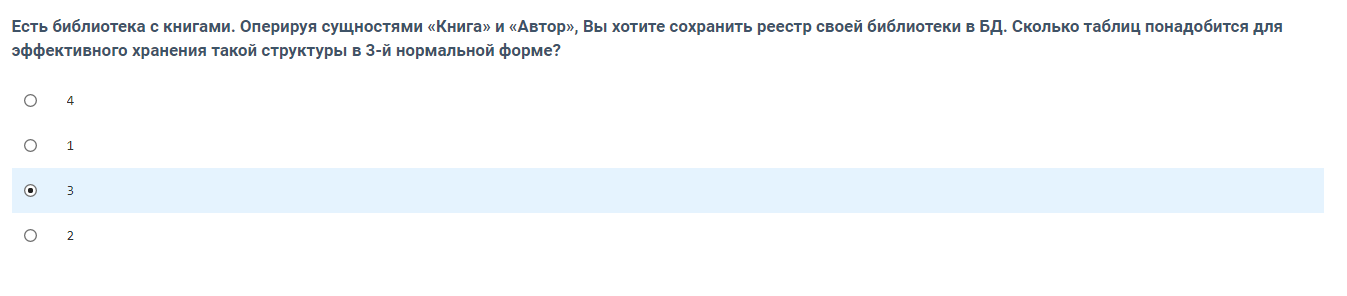 Есть библиотека с книгами. Оперируя сущностями «Книга» и «Автор», Вы хотите сохранить реестр своей библиотеки в БД. Сколько таблиц понадобится для
эффективного хранения такой структуры в 3-й нормальной форме?
4
1
3
2